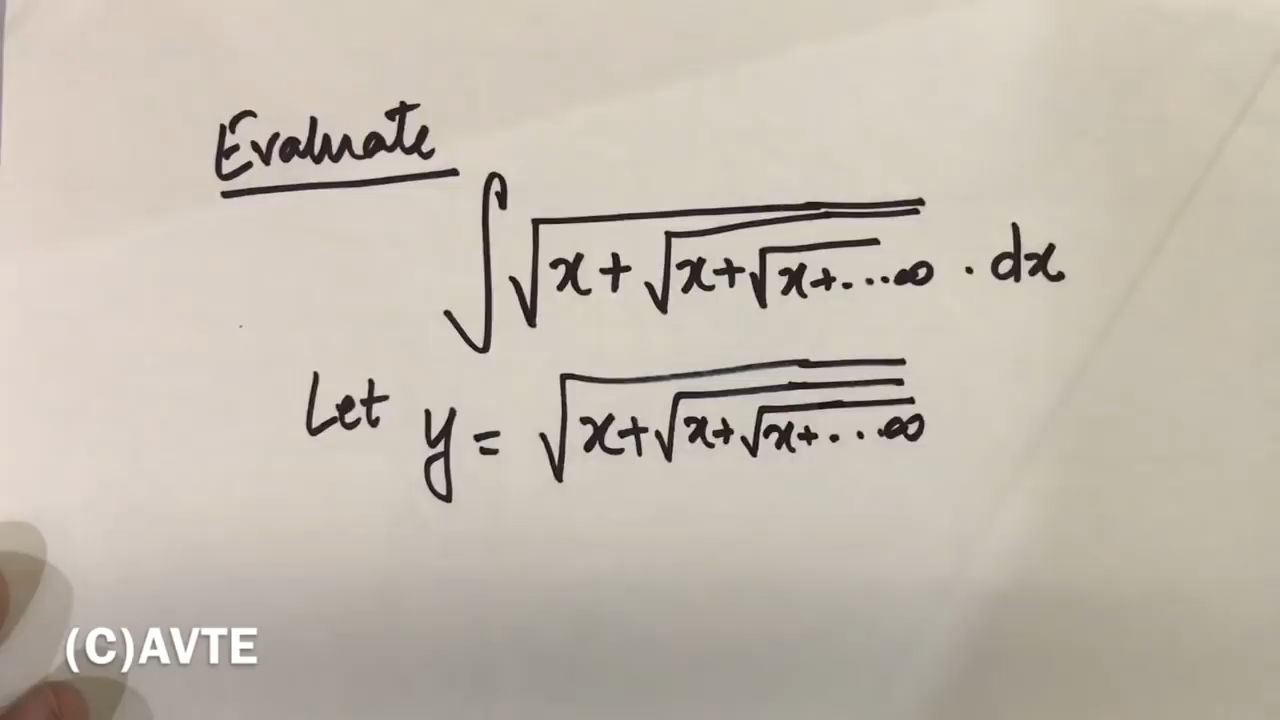 Evaluate
∫√(x+√(x+√(x+...∞ . dx
Let y = √(x+√(x+√(x+...∞
(C)AVTE